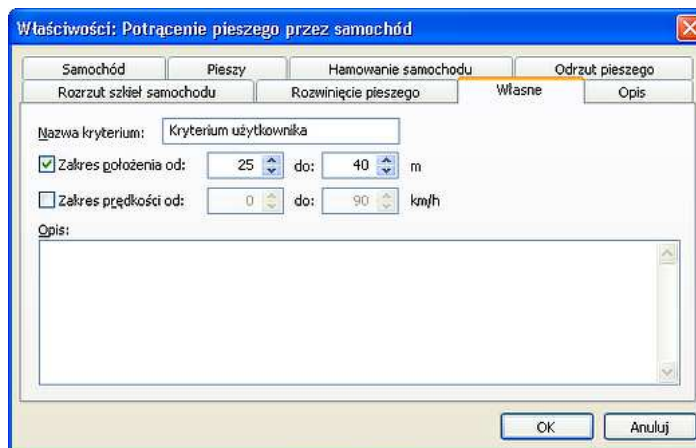 Właściwości: Potrącenie pieszego przez samochód
Samochód Pieszy Hamowanie samochodu Odrzut pieszego
Rozrzut szkieł samochodu Rozwinięcie pieszego Własne Opis
Nazwa kryterium: Kryterium użytkownika
Zakres położenia od: 25 do: 40 m
Zakres prędkości od: 0 do: 90 km/h
Opis:
OK Anuluj